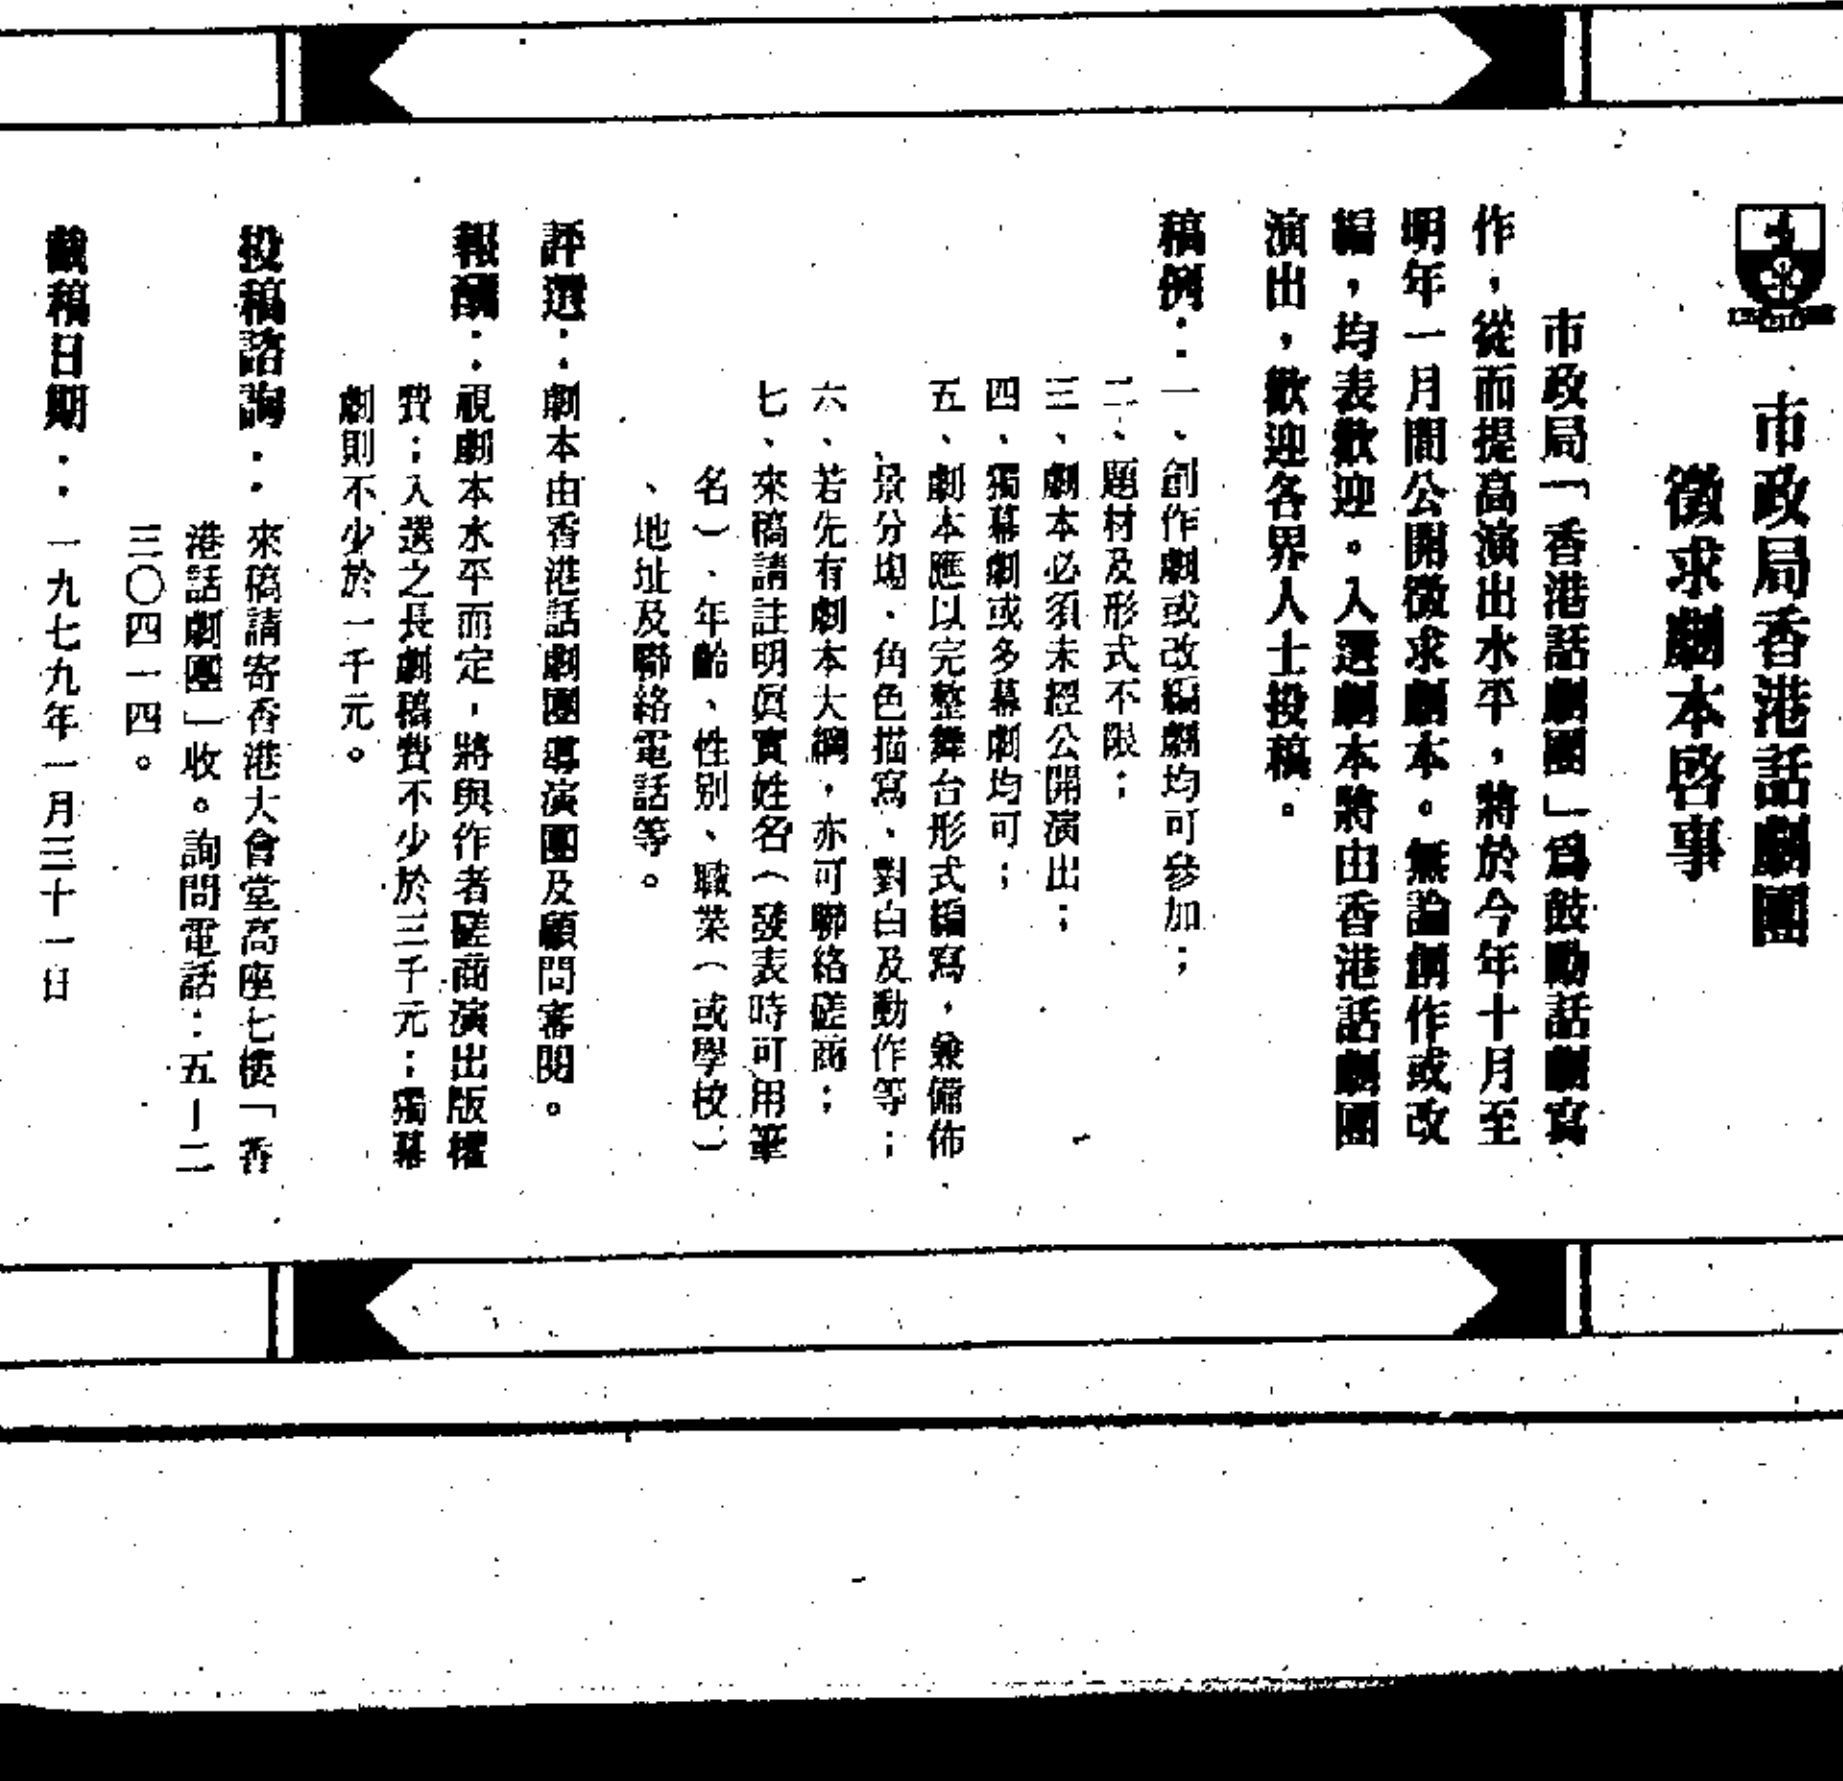 市政局香港話劇團
徵求劇本啓事
市政局「香港話劇團」爲鼓勵話劇寫
作，從而提高演出水平，將於今年十月至
明年一月間公開徵求劇本。無論創作或改
編，均表歡迎。入選劇本將由香港話劇團
演出，歡迎各界人士投稿。
稿例：一、創作劇或改編劇均可參加；
二、題材及形式不限；
三、劇本必須未經公開演出；
四、獨幕劇或多幕劇均可；
五、劇本應以完整舞台形式編寫，兼備佈
景分場、角色描寫、對白及動作等；
六、若先有劇本大綱，亦可聯絡磋商；
七、來稿請註明眞實姓名（發表時可用筆
名）、年齡、性別、職業（或學校）
、地址及聯絡電話等。
評選：劇本由香港話劇團導演團及顧問審閱。
報酬：視劇本水平而定，將與作者磋商演出版權
費；入選之長劇稿費不少於三千元；獨幕
劇則不少於一千元。
投稿諮詢：來稿請寄香港大會堂高座七樓「香
港話劇團」收。詢問電話：五－二
三〇四一四。
截稿日期：一九七九年一月三十一日